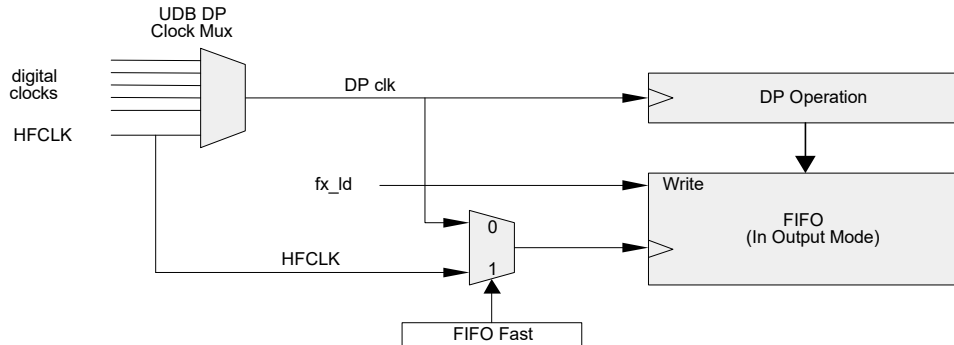 UDB DP
Clock Mux
digital
clocks
DP clk
DP Operation
HFCLK
fx_ld
Write
0
FIFO
(In Output Mode)
HFCLK
1
FIFO Fast